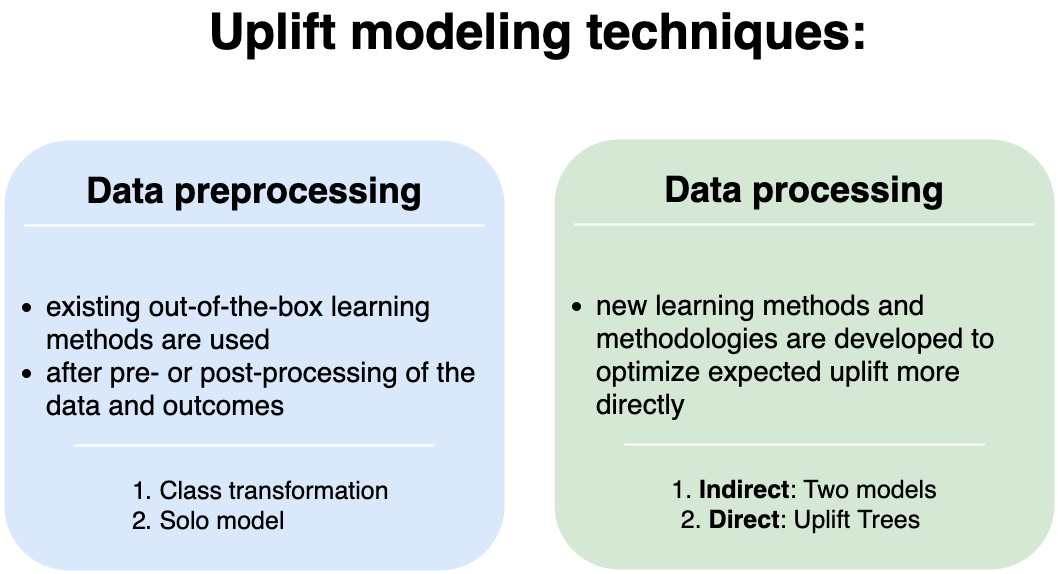 Uplift modeling techniques:
Data preprocessing
• existing out-of-the-box learning
methods are used
• after pre- or post-processing of the
data and outcomes
1. Class transformation
2. Solo model
Data processing
• new learning methods and
methodologies are developed to
optimize expected uplift more
directly
1. Indirect: Two models
2. Direct: Uplift Trees